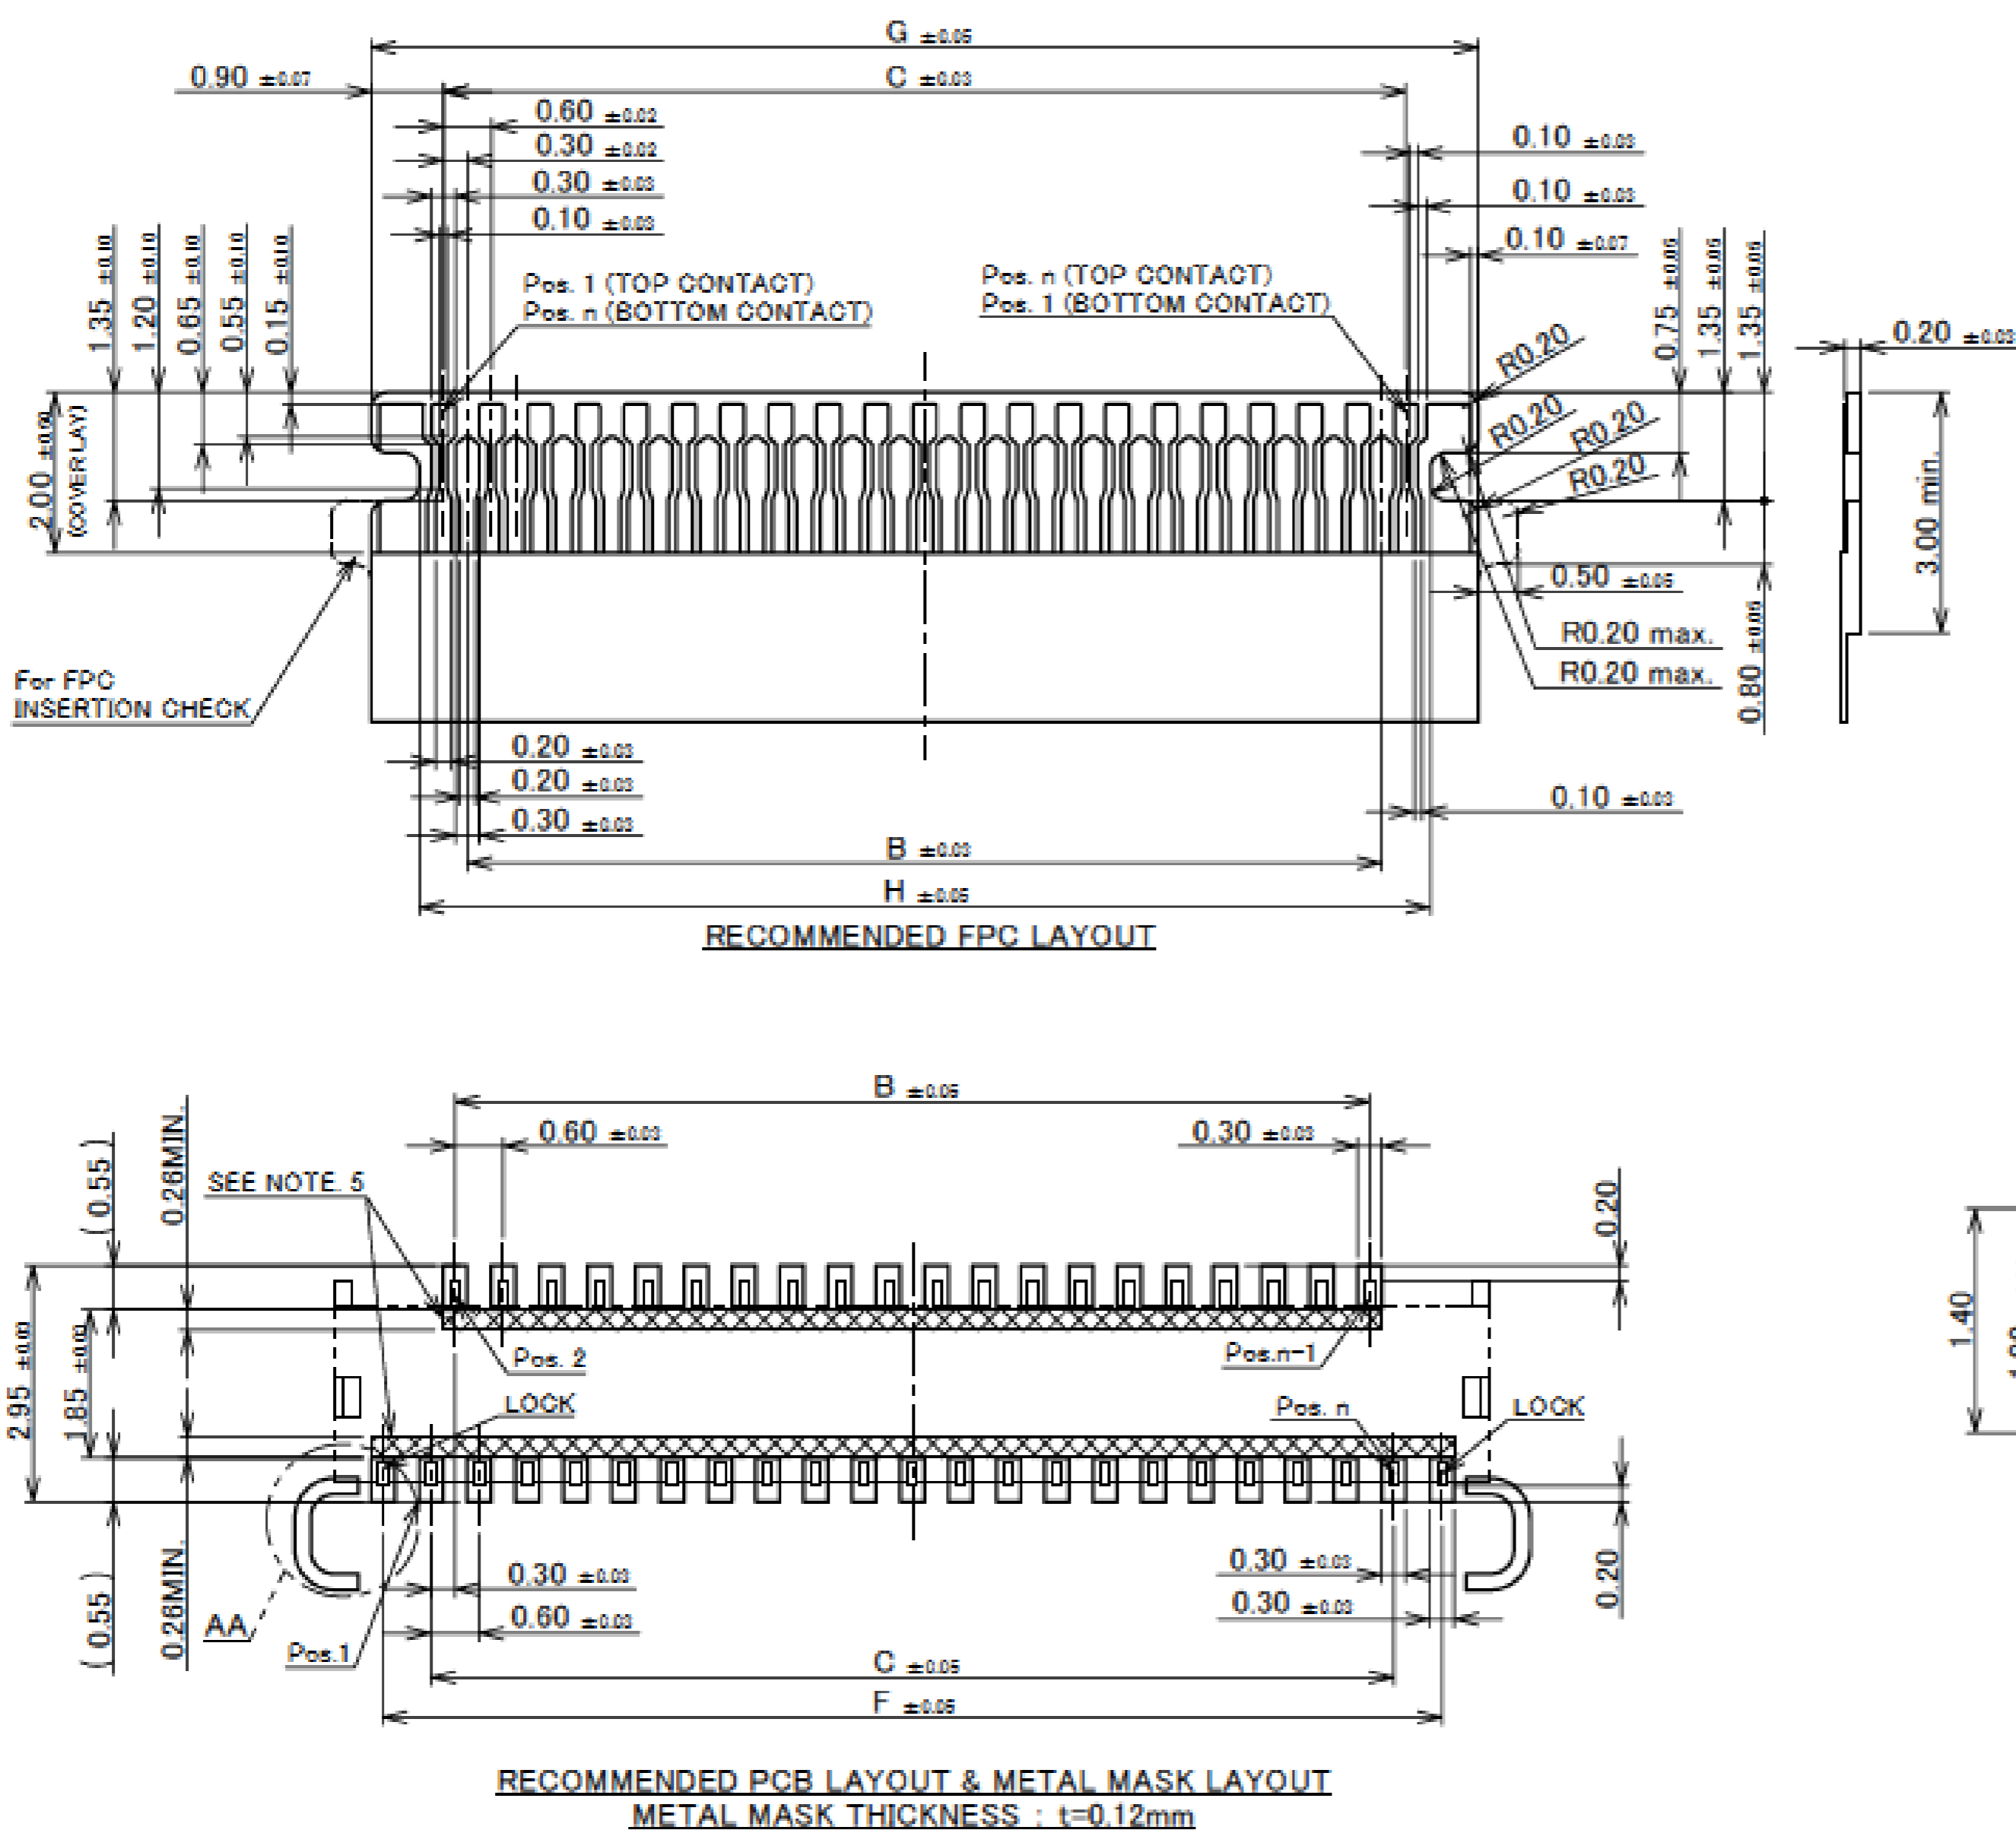 G ±0.05
0.90 ±0.07
C ±0.03
0.60 ±0.02
0.30 ±0.02
0.30 ±0.03
0.10 ±0.03
0.10 ±0.03
0.10 ±0.03
0.10 ±0.07
1.35 ±0.10
1.20 ±0.10
0.65 ±0.10
0.55 ±0.10
0.15 ±0.10
Pos. 1 (TOP CONTACT)
Pos. n (BOTTOM CONTACT)
Pos. n (TOP CONTACT)
Pos. 1 (BOTTOM CONTACT)
R0.20
R0.20
R0.20
R0.20
0.75 ±0.05
1.35 ±0.05
1.35 ±0.05
0.20 ±0.03
2.00
(COVERLAY)
3.00 min.
0.50 ±0.05
R0.20 max.
R0.20 max.
0.80 ±0.05
For FPC
INSERTION CHECK
0.20 ±0.03
0.20 ±0.03
0.30 ±0.03
0.10 ±0.03
B ±0.03
H ±0.05
RECOMMENDED FPC LAYOUT
B ±0.05
0.60 ±0.03
0.30 ±0.03
(0.55)
0.26MIN.
SEE NOTE. 5
0.20
2.95
1.85
Pos. 2
Pos.n-1
LOCK
Pos. n
LOCK
1.40
(0.55)
0.26MIN.
AA
Pos.1
0.30 ±0.03
0.60 ±0.03
0.30 ±0.03
0.30 ±0.03
0.20
C ±0.05
F ±0.05
RECOMMENDED PCB LAYOUT & METAL MASK LAYOUT
METAL MASK THICKNESS : t=0.12mm